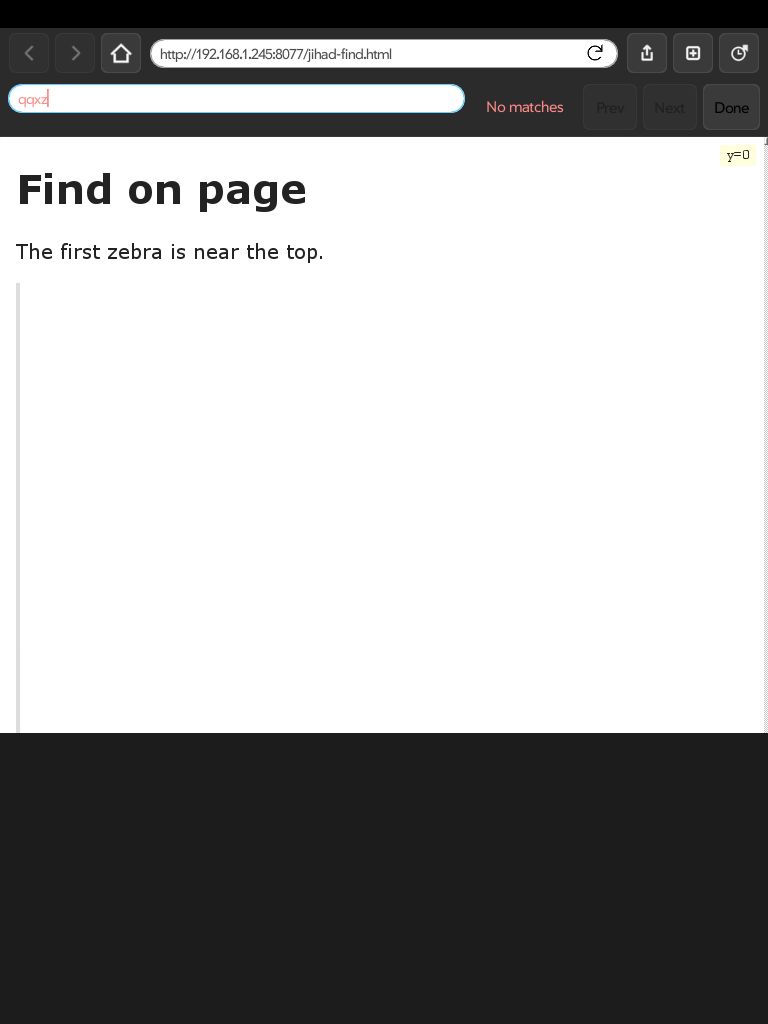 http://192.168.1.245:8077/jihad-find.html
qqxz No matches Prev Next Done
y=0
Find on page
The first zebra is near the top.